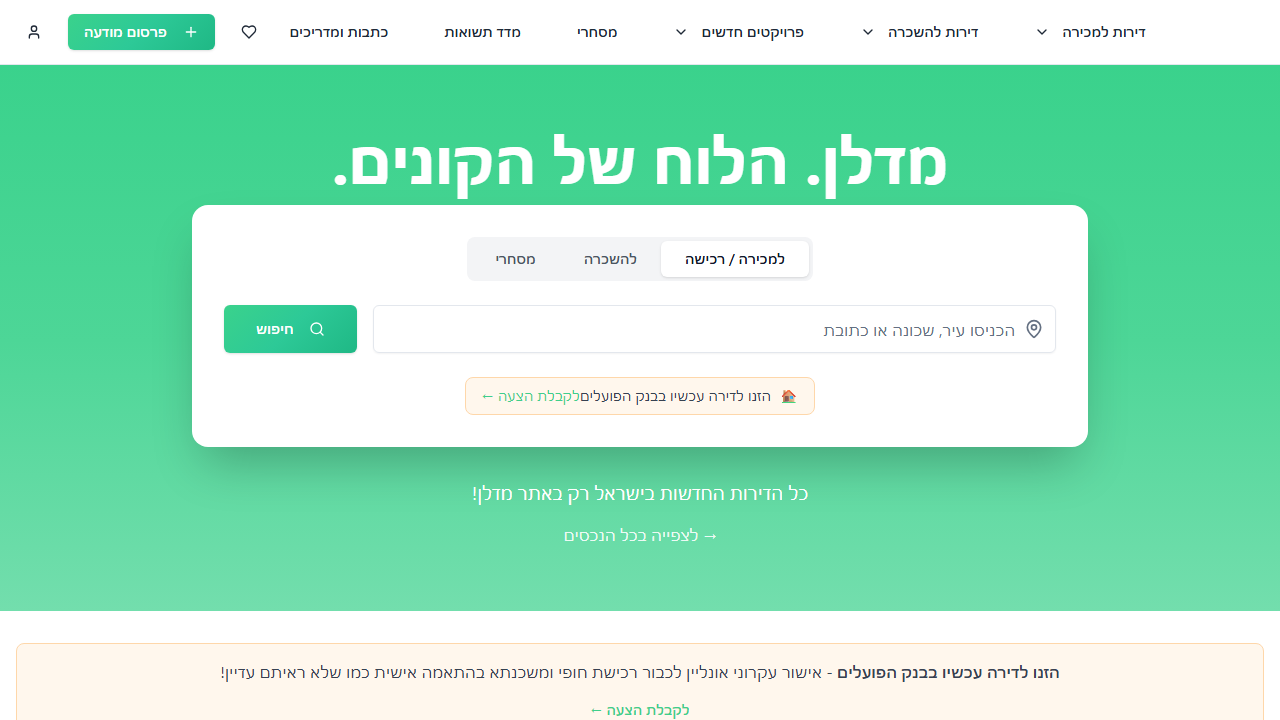 דירות למכירה
דירות להשכרה
פרויקטים חדשים
מסחרי
מדד תשואות
כתבות ומדריכים
פרסום מודעה
מדלן. הלוח של הקונים.
למכירה / רכישה
להשכרה
מסחרי
הכניסו עיר, שכונה או כתובת
חיפוש
הזנו לדירה עכשיו בבנק הפועליםלקבלת הצעה ←
כל הדירות החדשות בישראל רק באתר מדלן!
→ לצפייה בכל הנכסים
הזנו לדירה עכשיו בבנק הפועלים - אישור עקרוני אונליין לכבור רכישת חופי ומשכנתא בהתאמה אישית כמו שלא ראיתם עדיין!
לקבלת הצעה ←